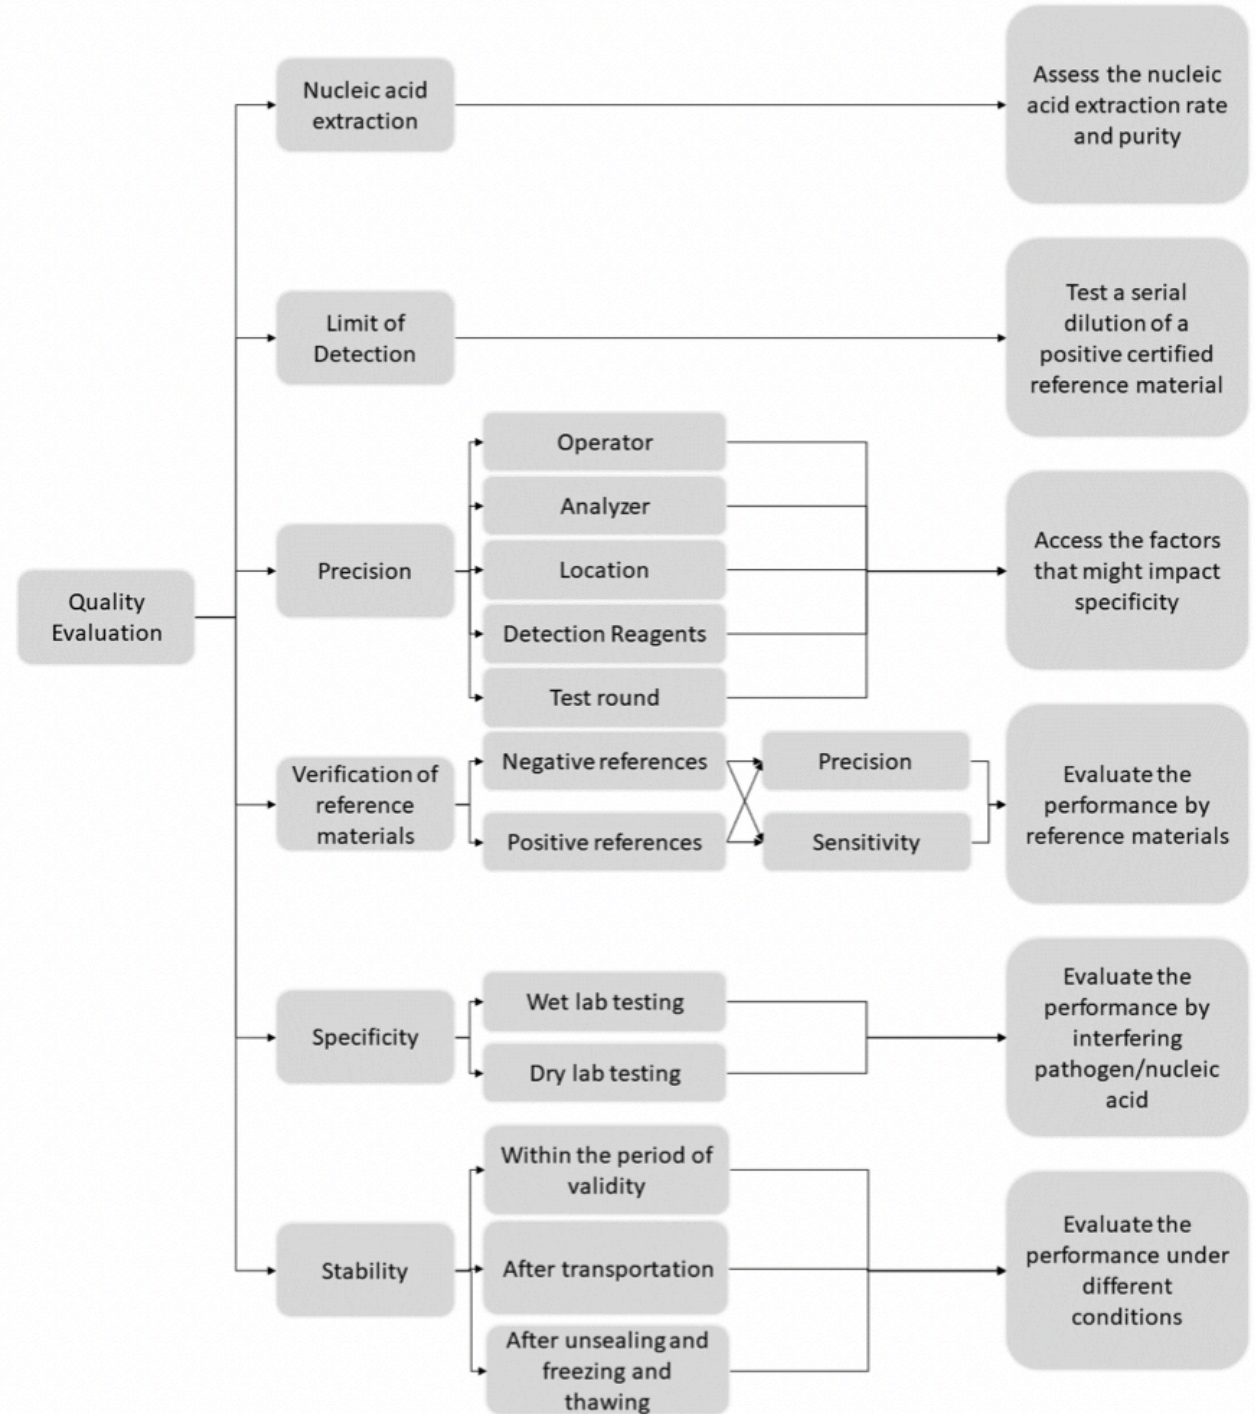 Quality
Evaluation
Nucleic acid
extraction
Assess the nucleic
acid extraction rate
and purity
Limit of
Detection
Test a serial
dilution of a
positive certified
reference material
Precision
Operator
Analyzer
Location
Detection Reagents
Test round
Access the factors
that might impact
specificity
Verification of
reference
materials
Negative references
Positive references
Precision
Sensitivity
Evaluate the
performance by
reference materials
Specificity
Wet lab testing
Dry lab testing
Evaluate the
performance by
interfering
pathogen/nucleic
acid
Stability
Within the period of
validity
After transportation
After unsealing and
freezing and
thawing
Evaluate the
performance under
different
conditions